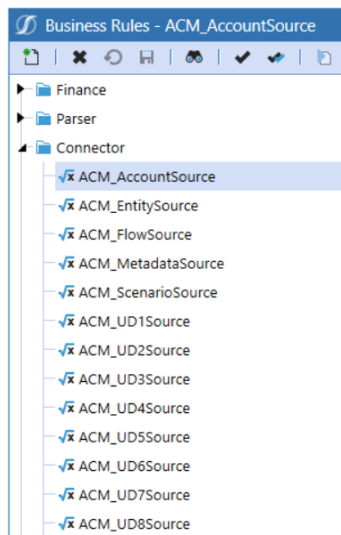 Business Rules - ACM_AccountSource
Finance
Parser
Connector
ACM_AccountSource
ACM_EntitySource
ACM_FlowSource
ACM_MetadataSource
ACM_ScenarioSource
ACM_UD1Source
ACM_UD2Source
ACM_UD3Source
ACM_UD4Source
ACM_UD5Source
ACM_UD6Source
ACM_UD7Source
ACM_UD8Source